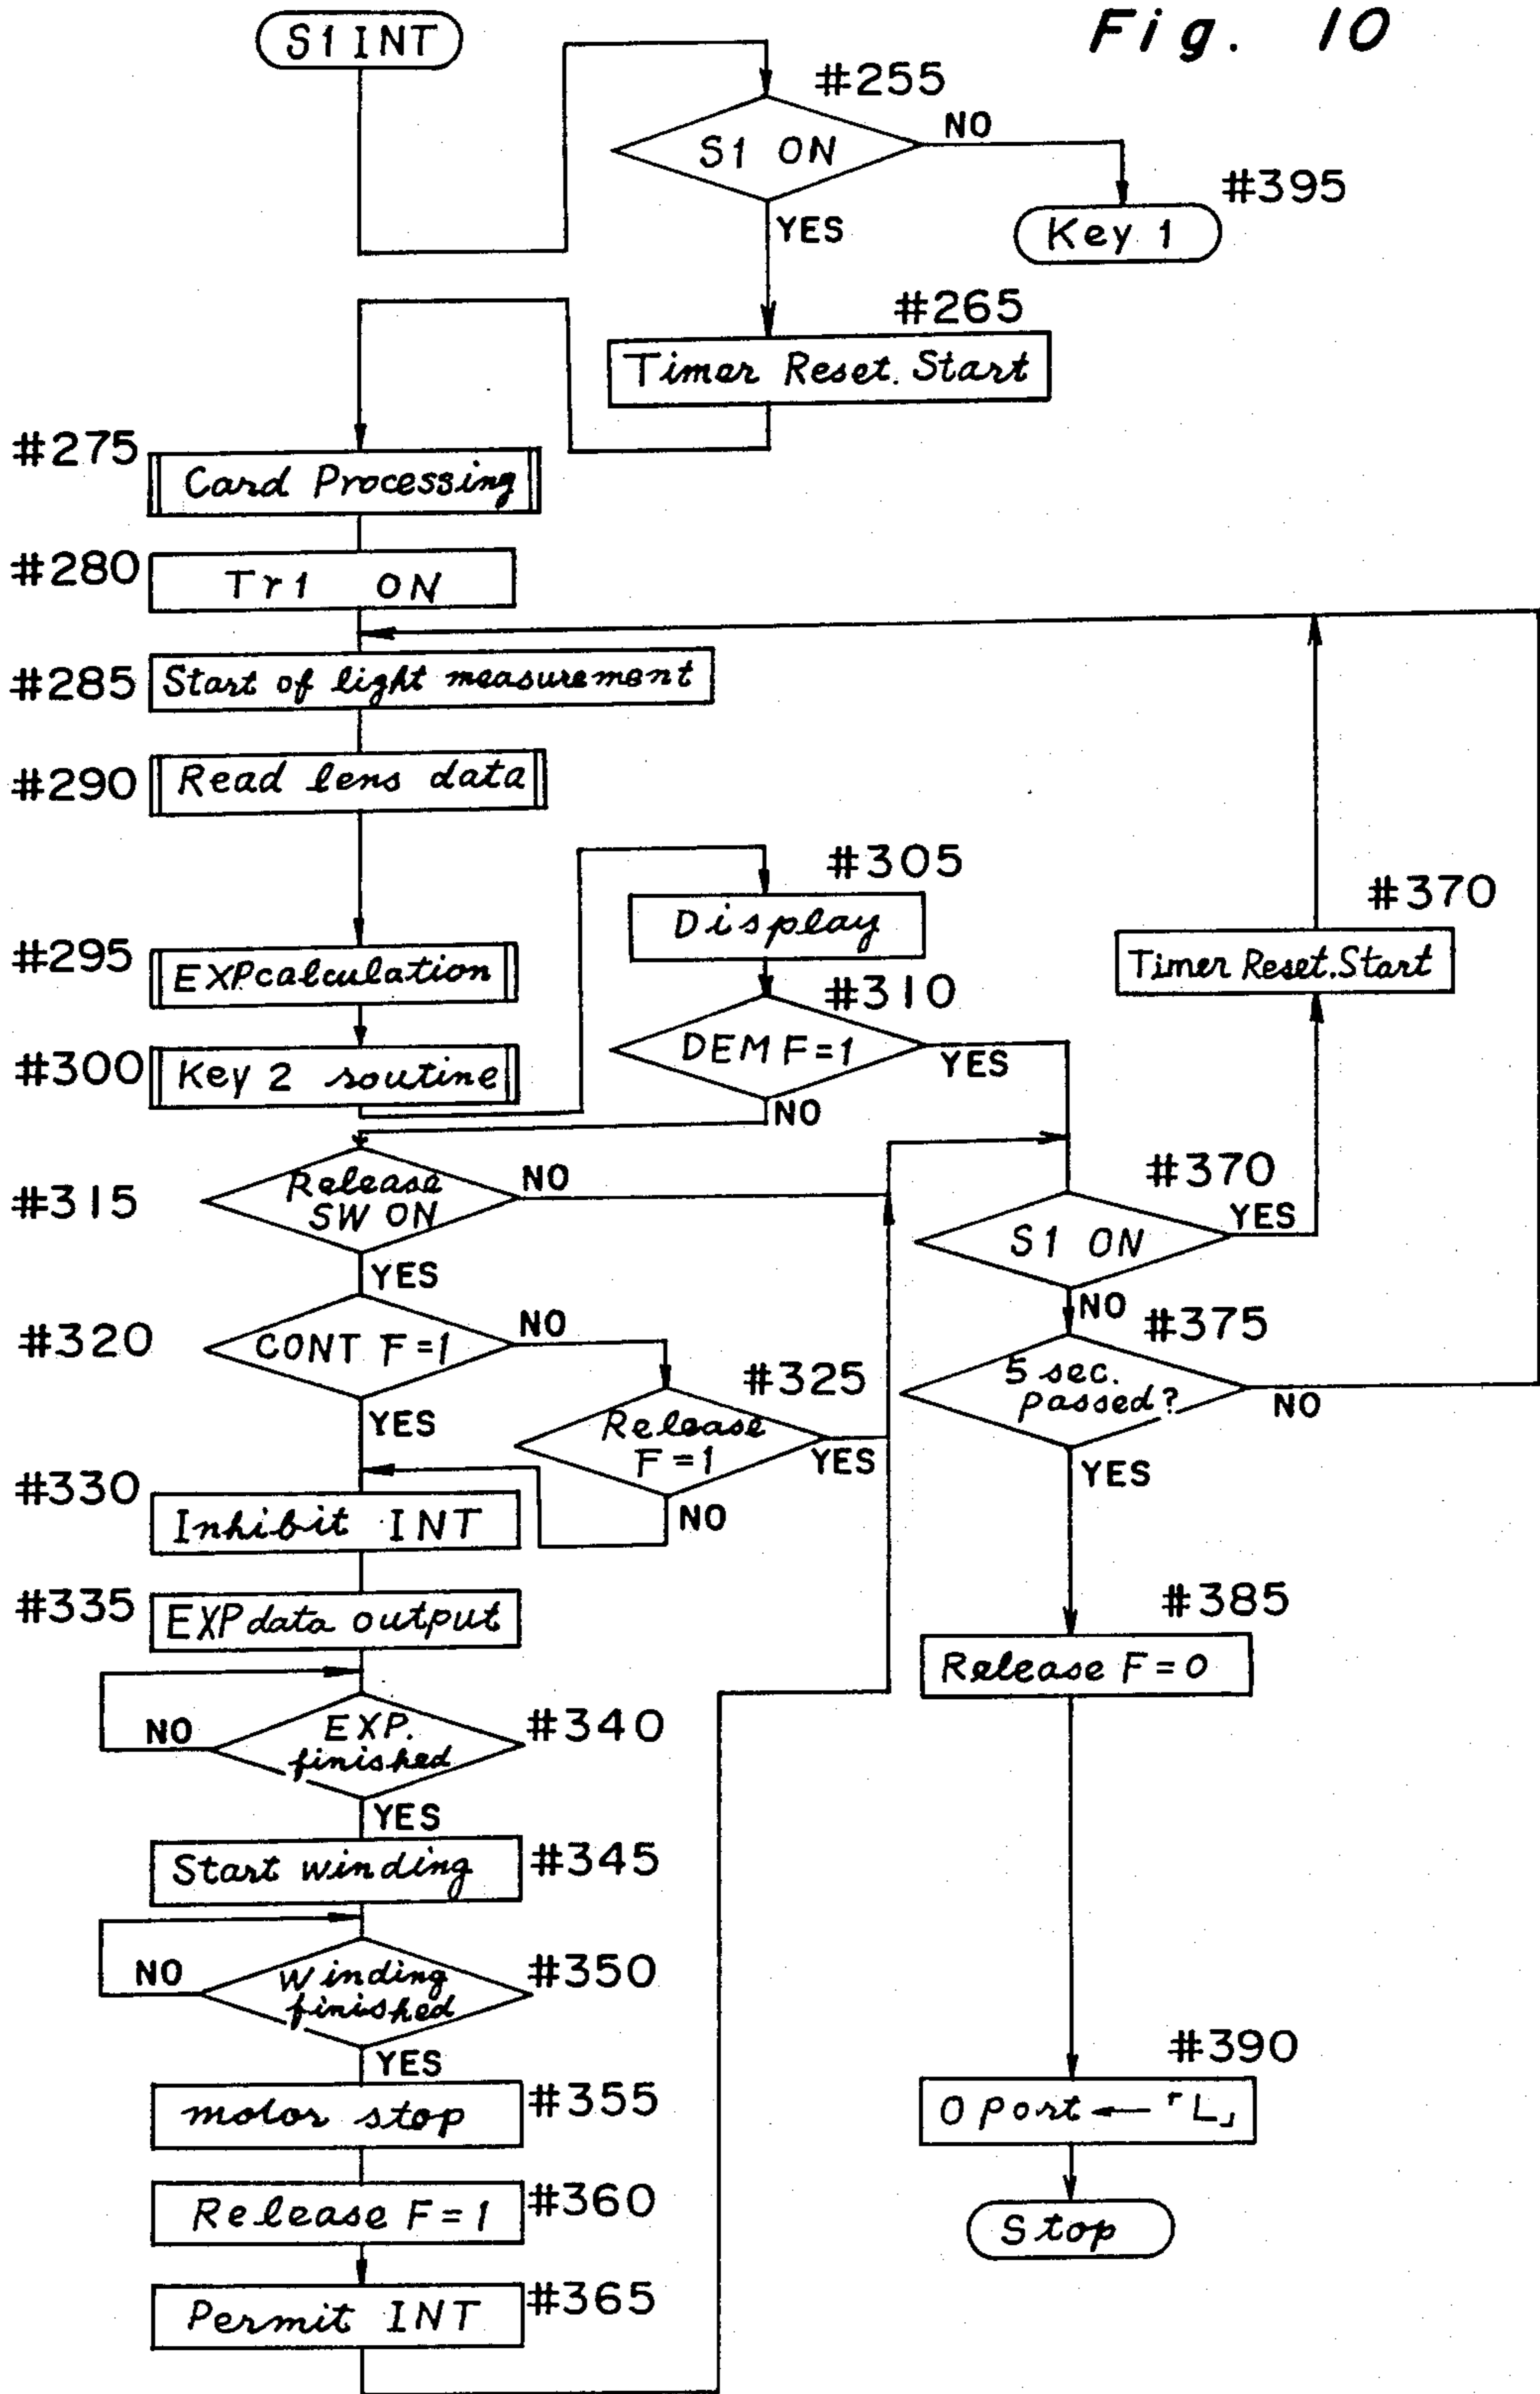 Fig. 10
S1 INT
#255
S1 ON
NO
YES
#395
Key 1
#265
Timer Reset. Start
#275
Card Processing
#280
Tr1 ON
#285
Start of light measurement
#290
Read lens data
#295
EXP.calculation
#300
Key 2 routine
#305
Display
#310
DEM F=1
YES
NO
#315
Release
SW ON
NO
YES
#320
CONT F=1
NO
YES
#325
Release
F=1
YES
NO
#330
Inhibit INT
#335
EXP data output
#340
EXP.
finished
NO
YES
#345
Start winding
#350
Winding
finished
NO
YES
#355
motor stop
#360
Release F=1
#365
Permit INT
#370
Timer Reset.Start
#370
S1 ON
YES
NO
#375
5 sec.
passed?
NO
YES
#385
Release F=0
#390
O port ← 「L」
Stop